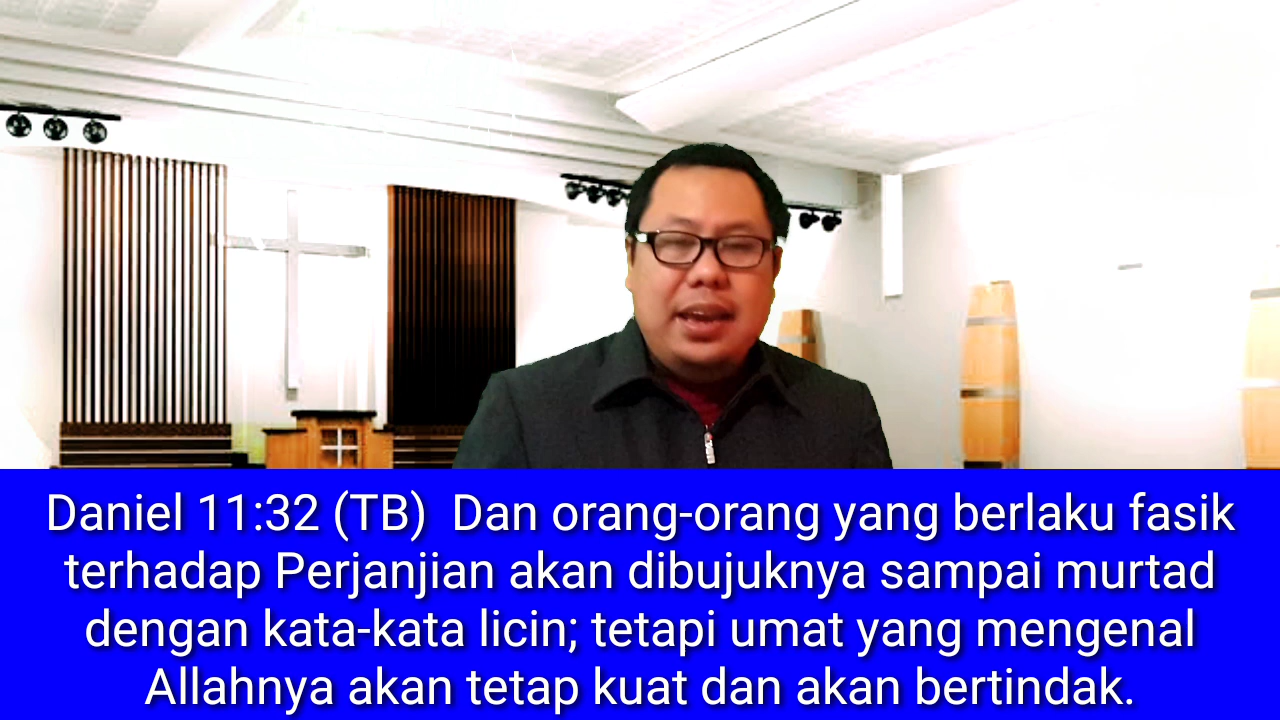 Daniel 11:32 (TB)  Dan orang-orang yang berlaku fasik
terhadap Perjanjian akan dibujuknya sampai murtad
dengan kata-kata licin; tetapi umat yang mengenal
Allahnya akan tetap kuat dan akan bertindak.